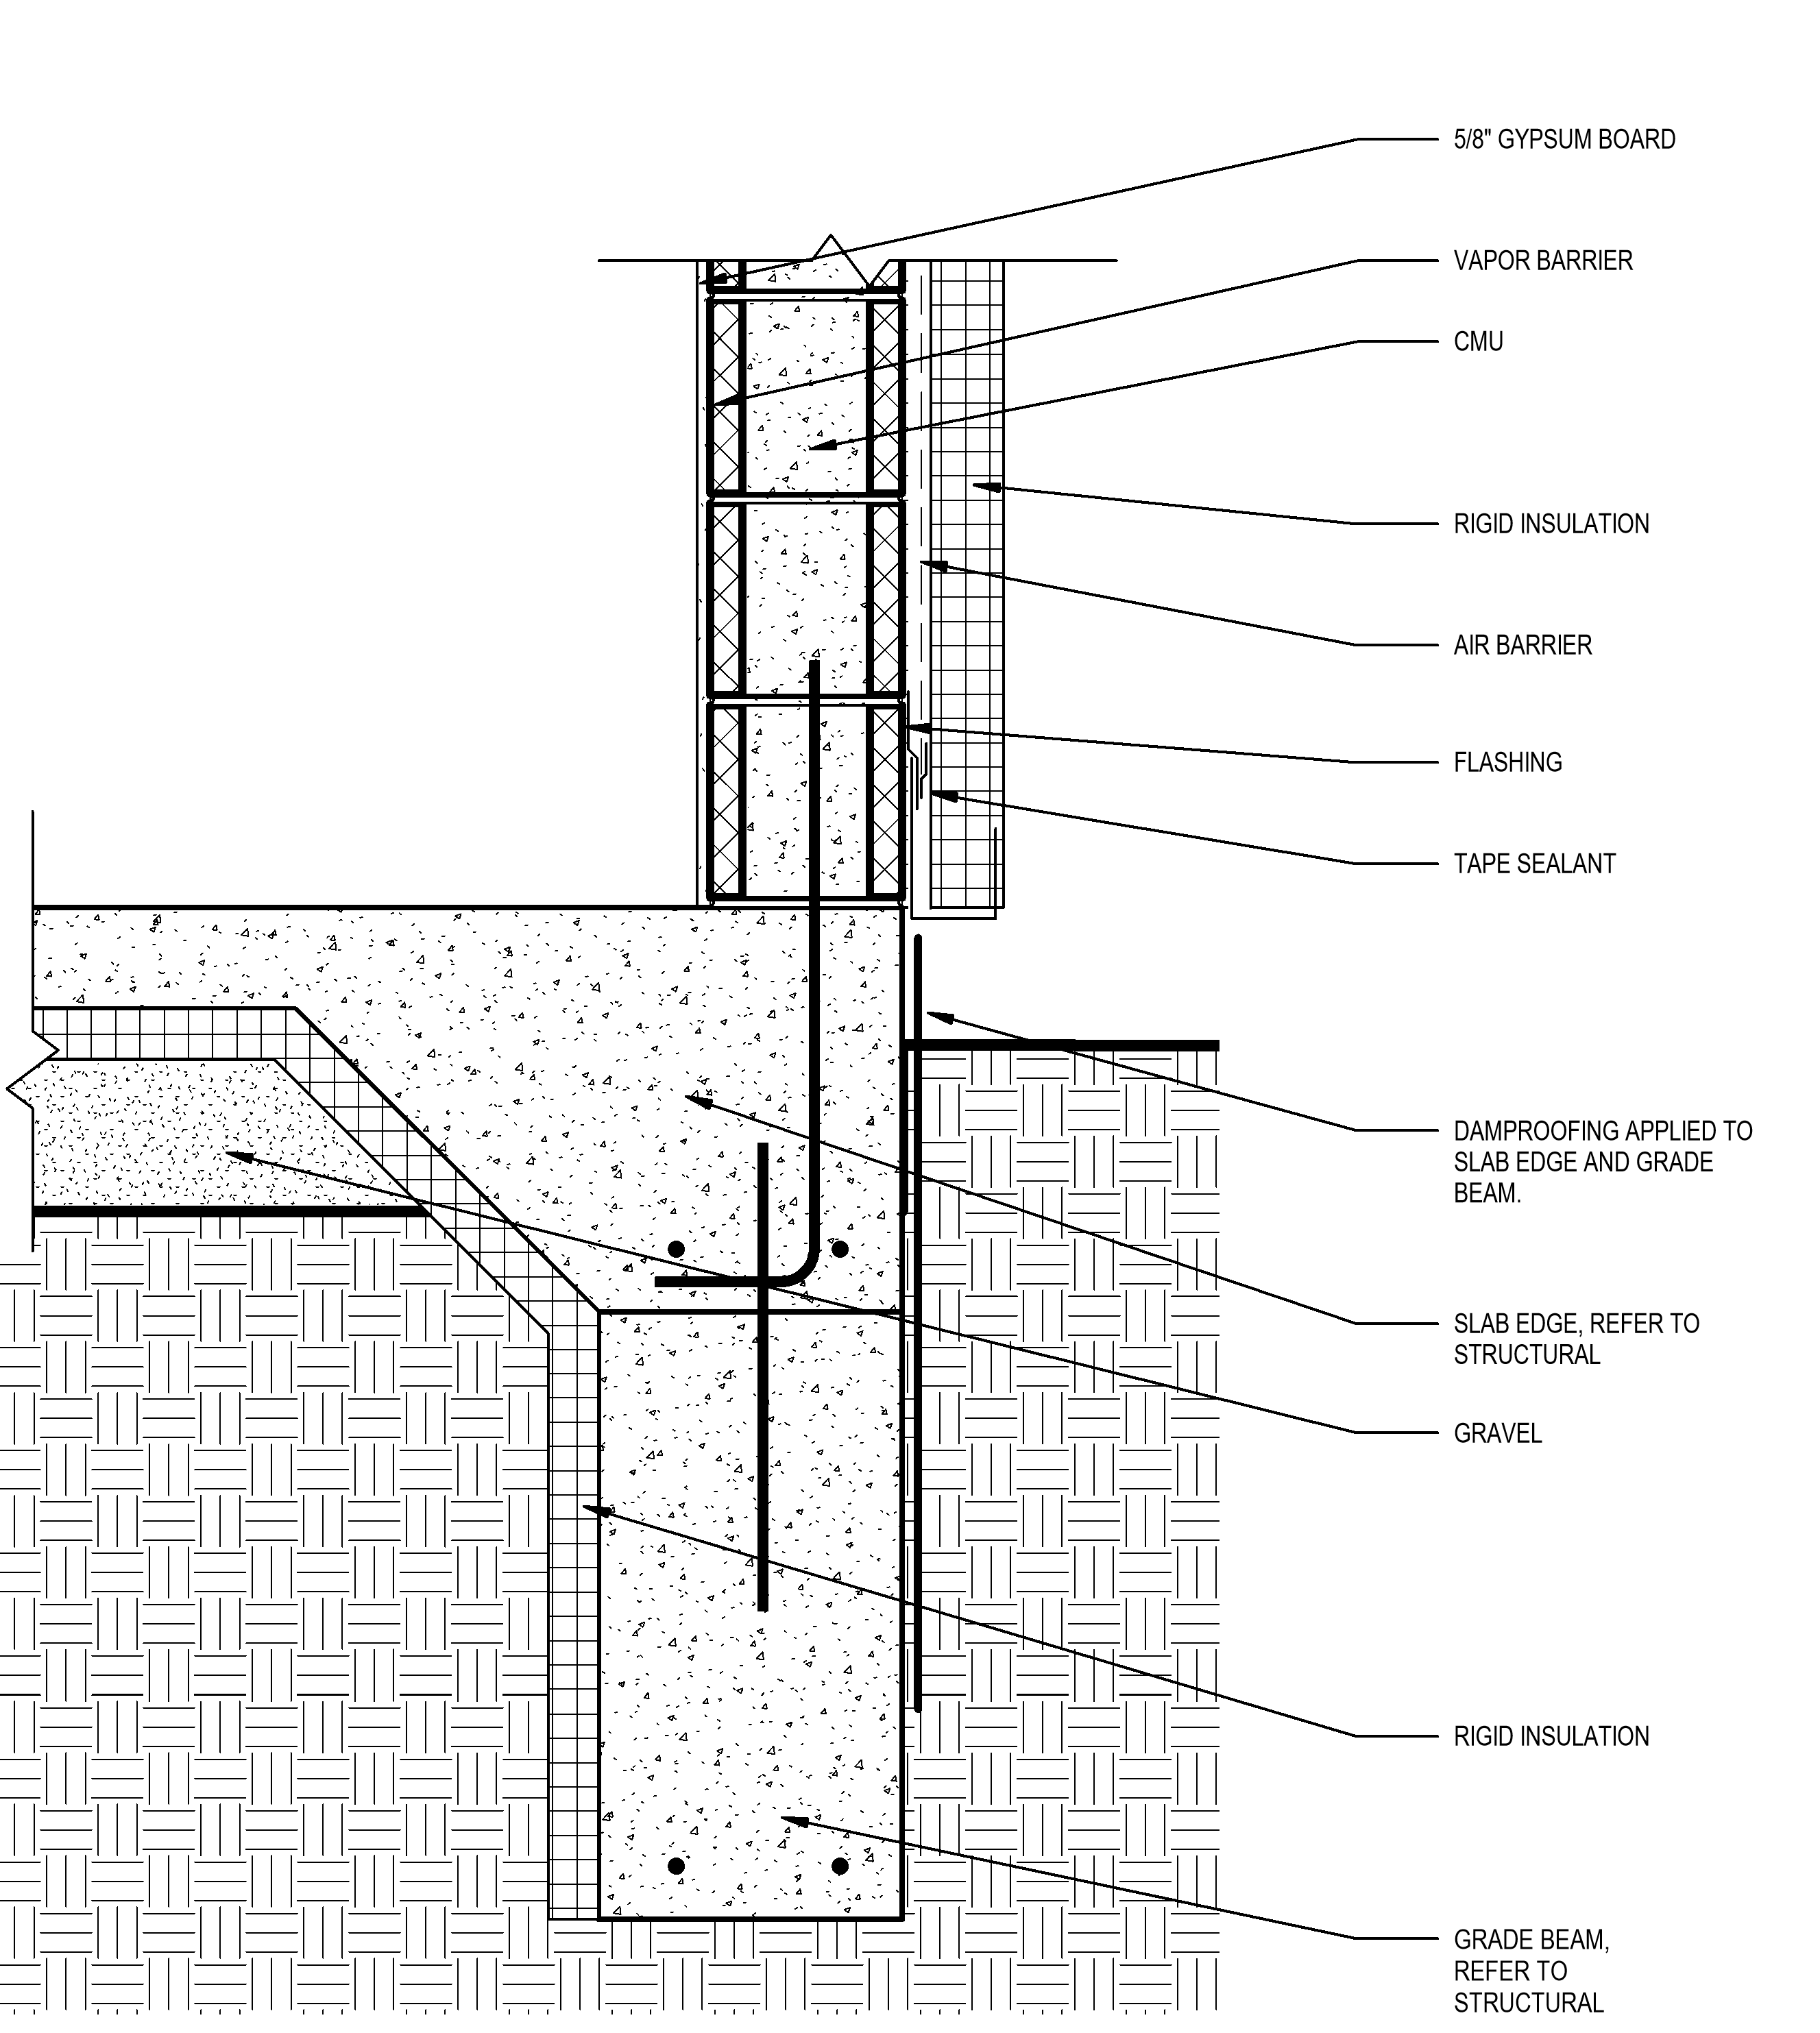 5/8" GYPSUM BOARD
VAPOR BARRIER
CMU
RIGID INSULATION
AIR BARRIER
FLASHING
TAPE SEALANT
DAMPROOFING APPLIED TO
SLAB EDGE AND GRADE
BEAM.
SLAB EDGE, REFER TO
STRUCTURAL
GRAVEL
RIGID INSULATION
GRADE BEAM,
REFER TO
STRUCTURAL